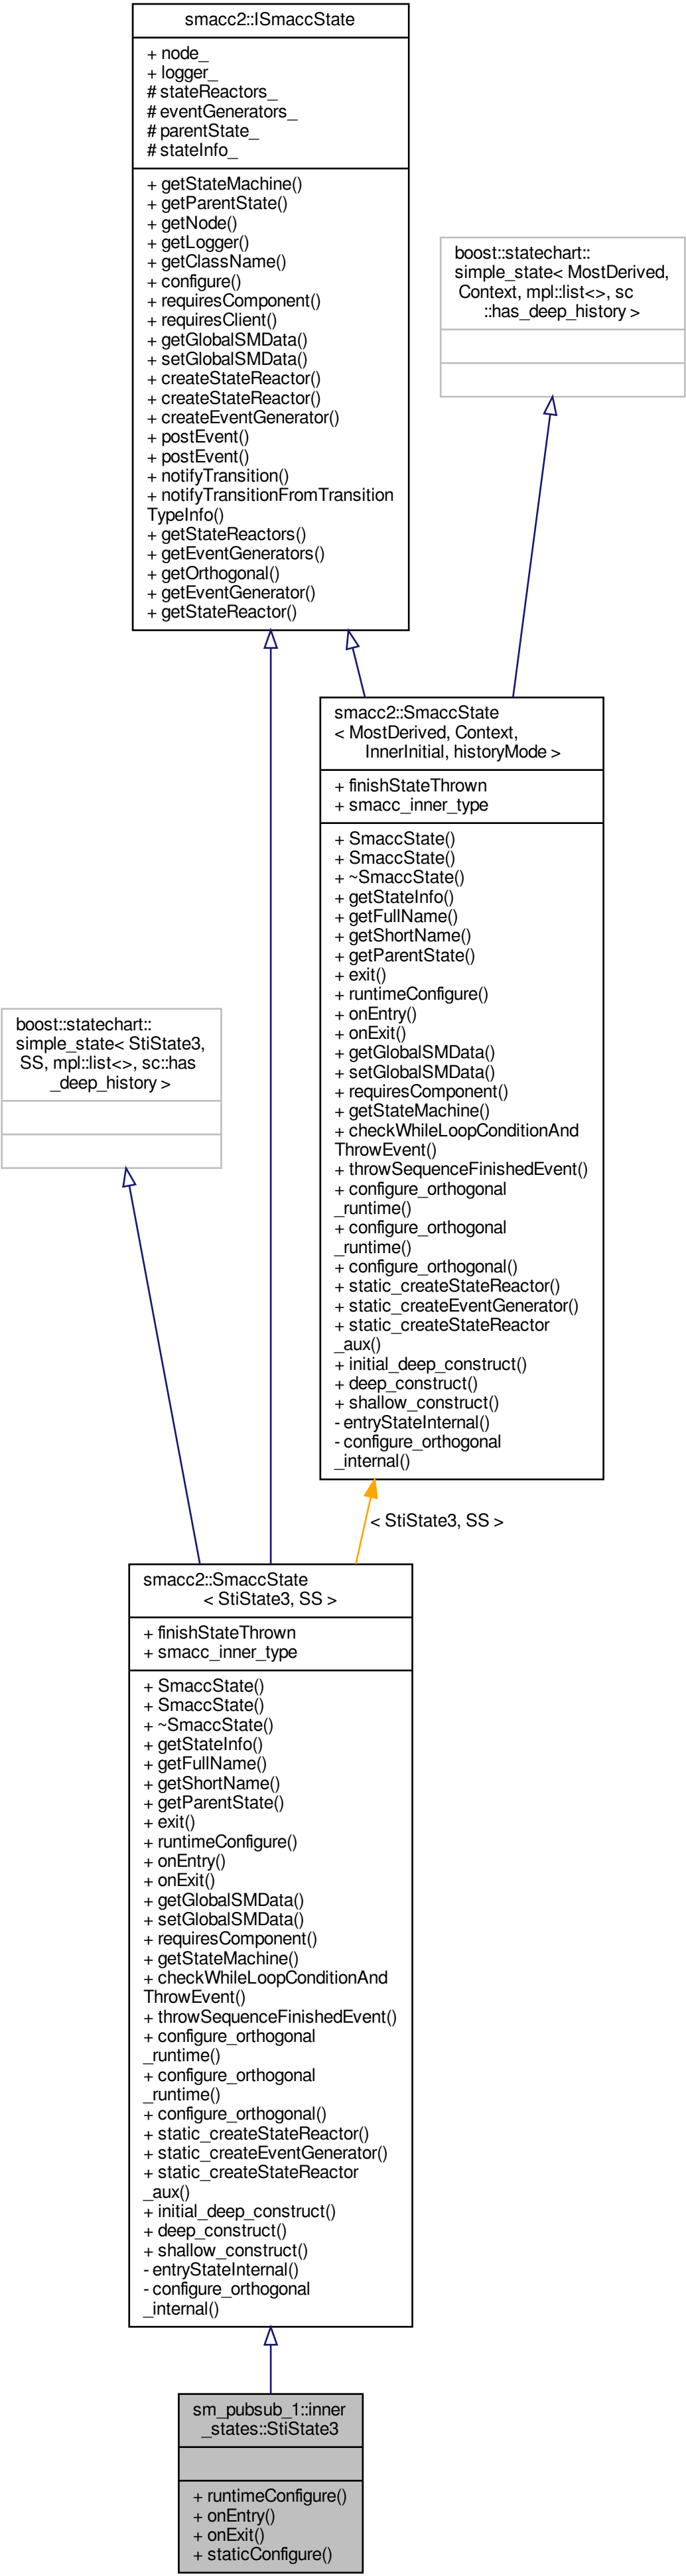 smacc2::ISmaccState
+ node_
+ logger_
# stateReactors_
# eventGenerators_
# parentState_
# stateInfo_
+ getStateMachine()
+ getParentState()
+ getNode()
+ getLogger()
+ getClassName()
+ configure()
+ requiresComponent()
+ requiresClient()
+ getGlobalSMData()
+ setGlobalSMData()
+ createStateReactor()
+ createStateReactor()
+ createEventGenerator()
+ postEvent()
+ postEvent()
+ notifyTransition()
+ notifyTransitionFromTransition
TypeInfo()
+ getStateReactors()
+ getEventGenerators()
+ getOrthogonal()
+ getEventGenerator()
+ getStateReactor()
boost::statechart::
simple_state< MostDerived,
Context, mpl::list<>, sc
::has_deep_history >
smacc2::SmaccState
< MostDerived, Context,
InnerInitial, historyMode >
+ finishStateThrown
+ smacc_inner_type
+ SmaccState()
+ SmaccState()
+ ~SmaccState()
+ getStateInfo()
+ getFullName()
+ getShortName()
+ getParentState()
+ exit()
+ runtimeConfigure()
+ onEntry()
+ onExit()
+ getGlobalSMData()
+ setGlobalSMData()
+ requiresComponent()
+ getStateMachine()
+ checkWhileLoopConditionAnd
ThrowEvent()
+ throwSequenceFinishedEvent()
+ configure_orthogonal
_runtime()
+ configure_orthogonal
_runtime()
+ configure_orthogonal()
+ static_createStateReactor()
+ static_createEventGenerator()
+ static_createStateReactor
_aux()
+ initial_deep_construct()
+ deep_construct()
+ shallow_construct()
- entryStateInternal()
- configure_orthogonal
_internal()
boost::statechart::
simple_state< StiState3,
SS, mpl::list<>, sc::has
_deep_history >
< StiState3, SS >
smacc2::SmaccState
< StiState3, SS >
+ finishStateThrown
+ smacc_inner_type
+ SmaccState()
+ SmaccState()
+ ~SmaccState()
+ getStateInfo()
+ getFullName()
+ getShortName()
+ getParentState()
+ exit()
+ runtimeConfigure()
+ onEntry()
+ onExit()
+ getGlobalSMData()
+ setGlobalSMData()
+ requiresComponent()
+ getStateMachine()
+ checkWhileLoopConditionAnd
ThrowEvent()
+ throwSequenceFinishedEvent()
+ configure_orthogonal
_runtime()
+ configure_orthogonal
_runtime()
+ configure_orthogonal()
+ static_createStateReactor()
+ static_createEventGenerator()
+ static_createStateReactor
_aux()
+ initial_deep_construct()
+ deep_construct()
+ shallow_construct()
- entryStateInternal()
- configure_orthogonal
_internal()
sm_pubsub_1::inner
_states::StiState3
+ runtimeConfigure()
+ onEntry()
+ onExit()
+ staticConfigure()